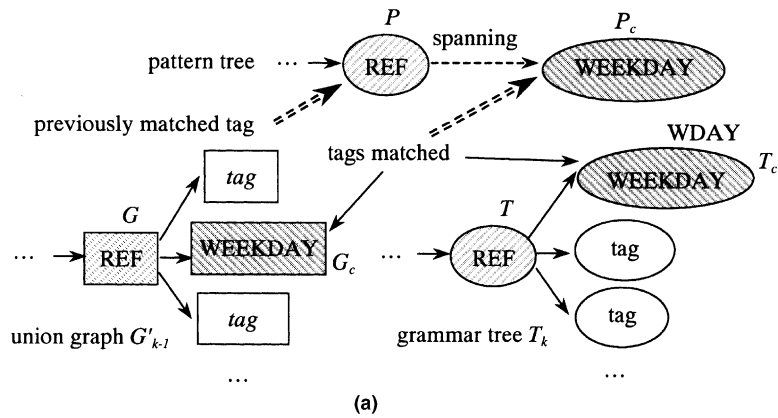 P
P_c
spanning
pattern tree … REF WEEKDAY
previously matched tag
tags matched
WDAY
T_c
WEEKDAY
tag
G
T
… REF WEEKDAY
G_c
… REF tag
tag
tag
union graph G'_{k-1}
grammar tree T_k
…
…
(a)